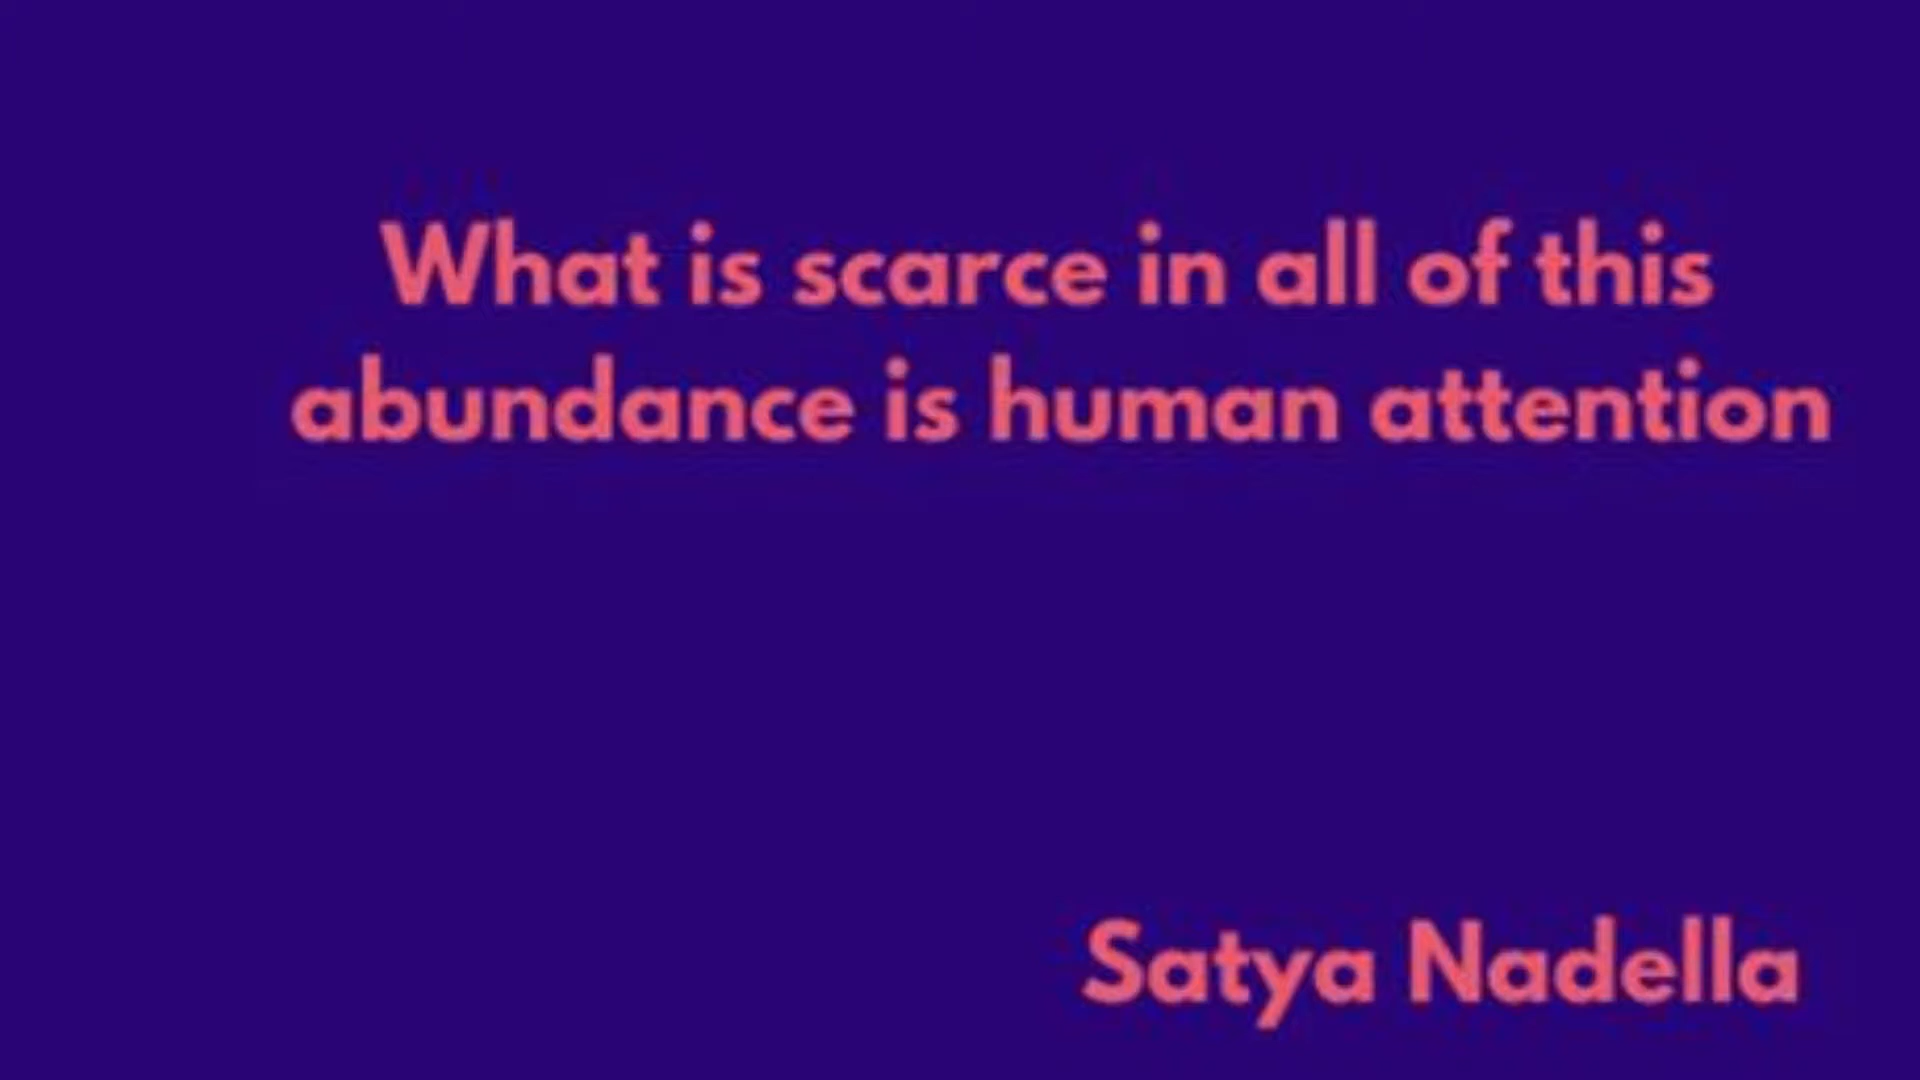 What is scarce in all of this
abundance is human attention
Satya Nadella